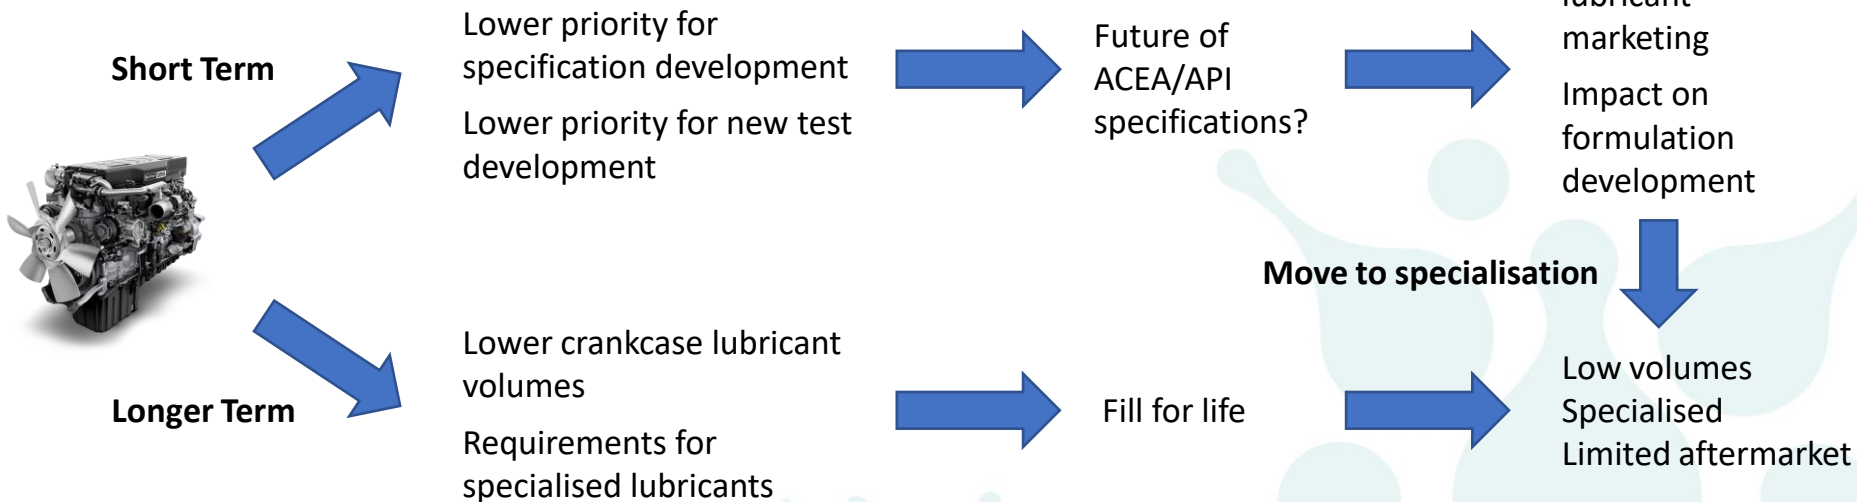 Short Term
Lower priority for
specification development
Lower priority for new test
development
Future of
ACEA/API
specifications?
lubricant
marketing
Impact on
formulation
development
Move to specialisation
Longer Term
Lower crankcase lubricant
volumes
Requirements for
specialised lubricants
Fill for life
Low volumes
Specialised
Limited aftermarket